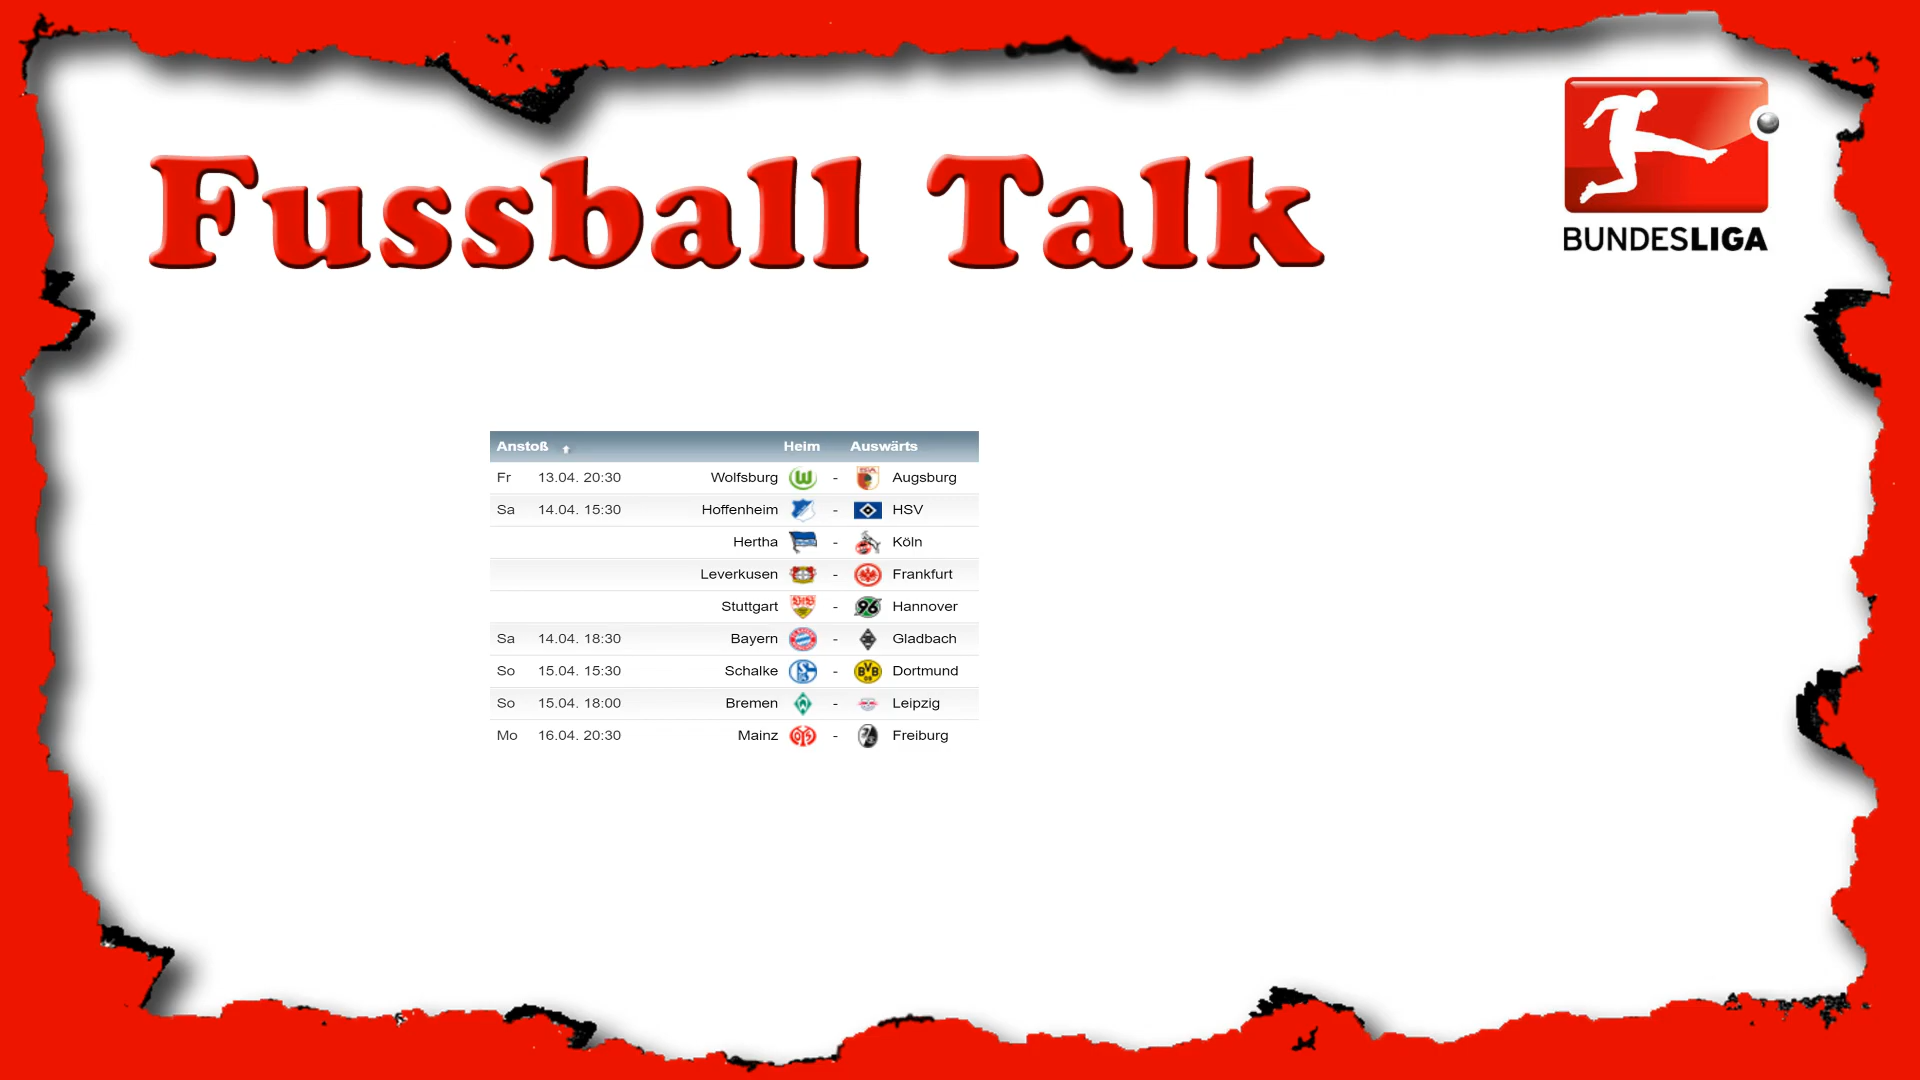 Fussball Talk
BUNDESLIGA
Anstoß Heim Auswärts
Fr 13.04. 20:30 Wolfsburg - Augsburg
Sa 14.04. 15:30 Hoffenheim - HSV
Hertha - Köln
Leverkusen - Frankfurt
Stuttgart - Hannover
Sa 14.04. 18:30 Bayern - Gladbach
So 15.04. 15:30 Schalke - Dortmund
So 15.04. 18:00 Bremen - Leipzig
Mo 16.04. 20:30 Mainz - Freiburg